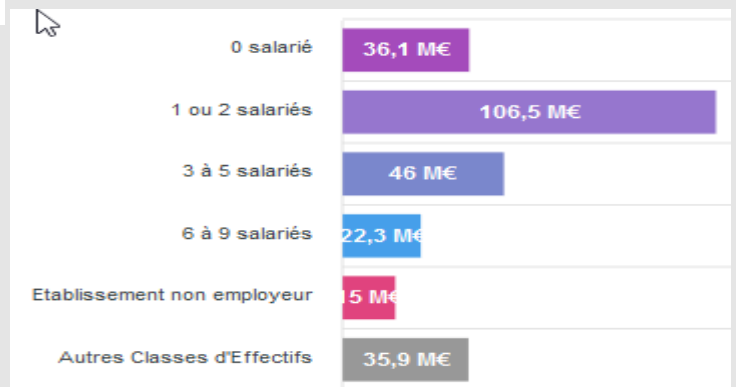 0 salarié 36,1 M€
1 ou 2 salariés 106,5 M€
3 à 5 salariés 46 M€
6 à 9 salariés 22,3 M€
Etablissement non employeur 15 M€
Autres Classes d'Effectifs 35,9 M€